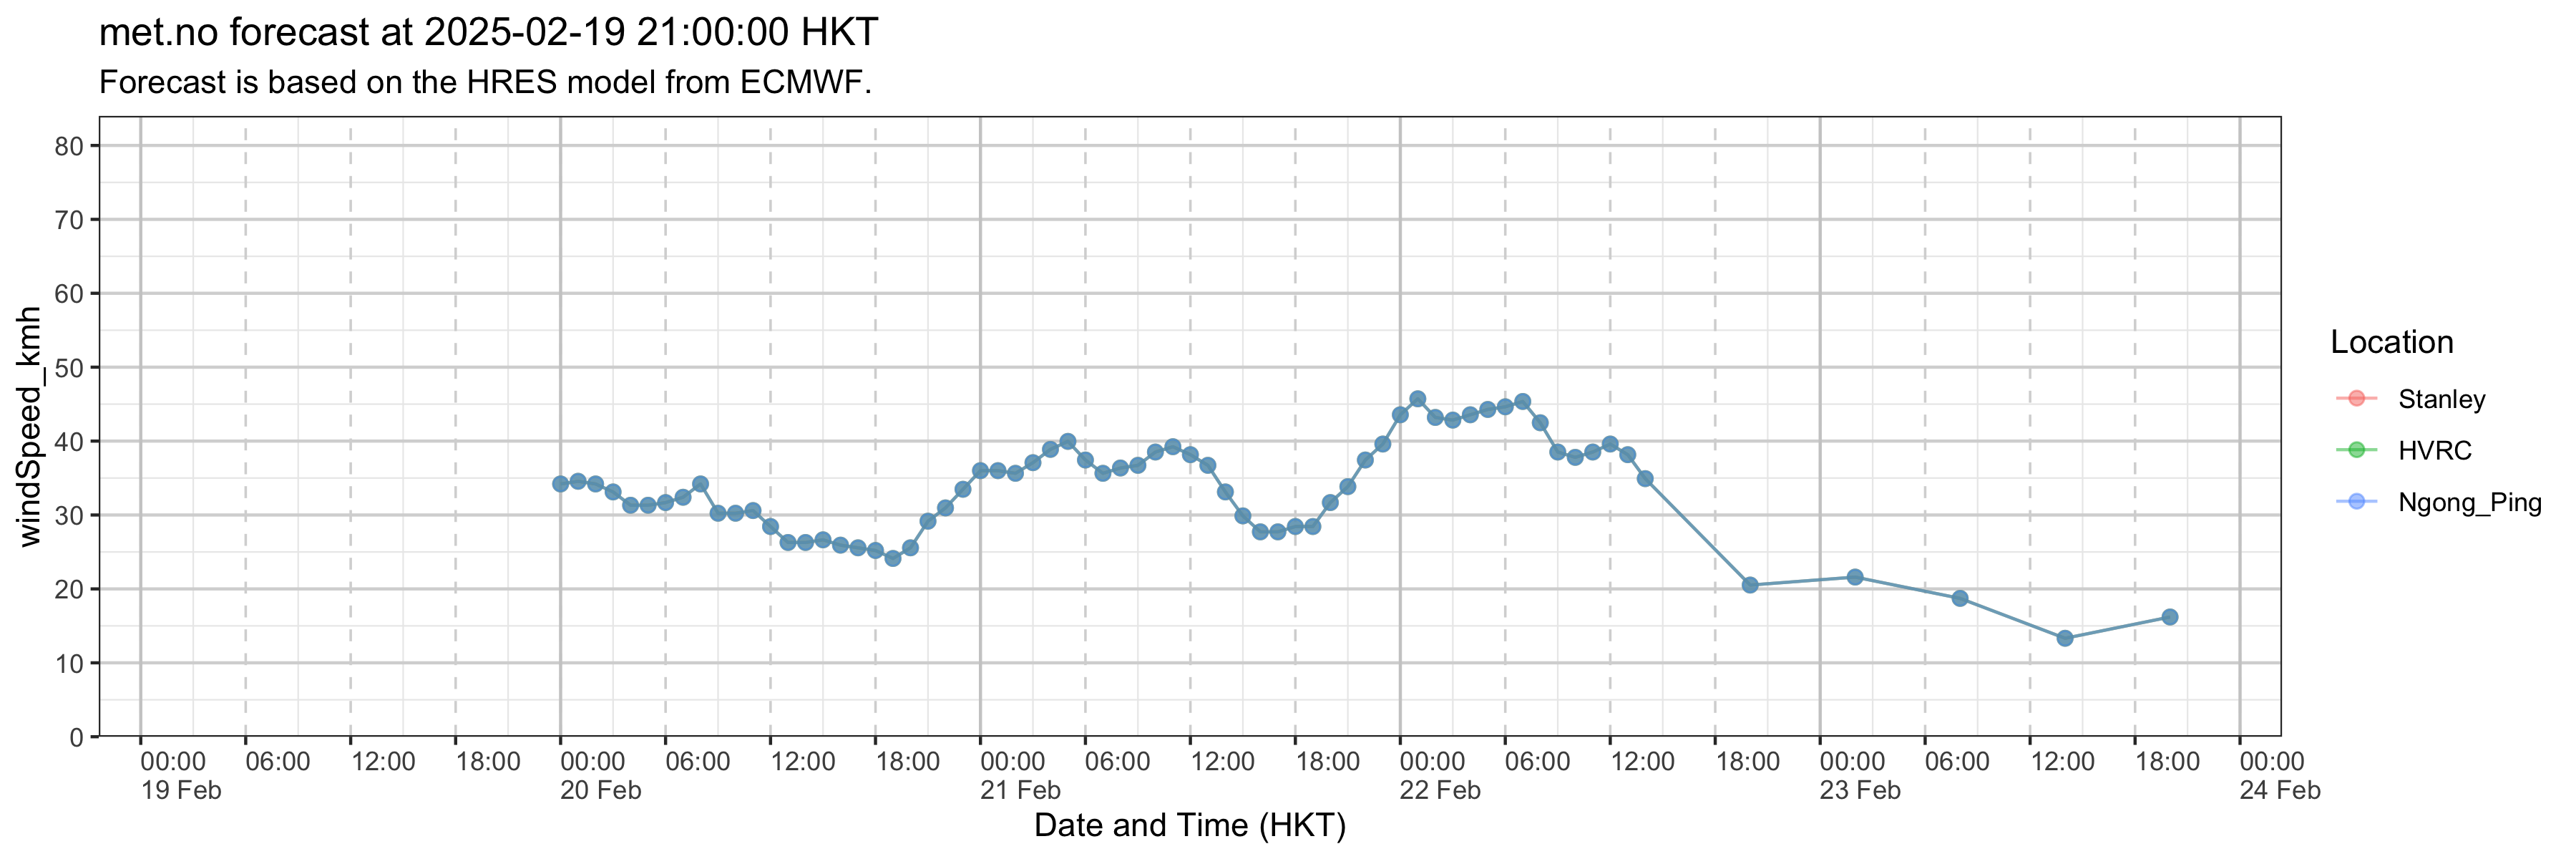 met.no forecast at 2025-02-19 21:00:00 HKT
Forecast is based on the HRES model from ECMWF.
windSpeed_kmh
80
70
60
50
40
30
20
10
0
00:00 06:00 12:00 18:00 00:00 06:00 12:00 18:00 00:00 06:00 12:00 18:00 00:00 06:00 12:00 18:00 00:00 06:00 12:00 18:00 00:00
19 Feb 20 Feb 21 Feb 22 Feb 23 Feb 24 Feb
Date and Time (HKT)
Location
Stanley
HVRC
Ngong_Ping